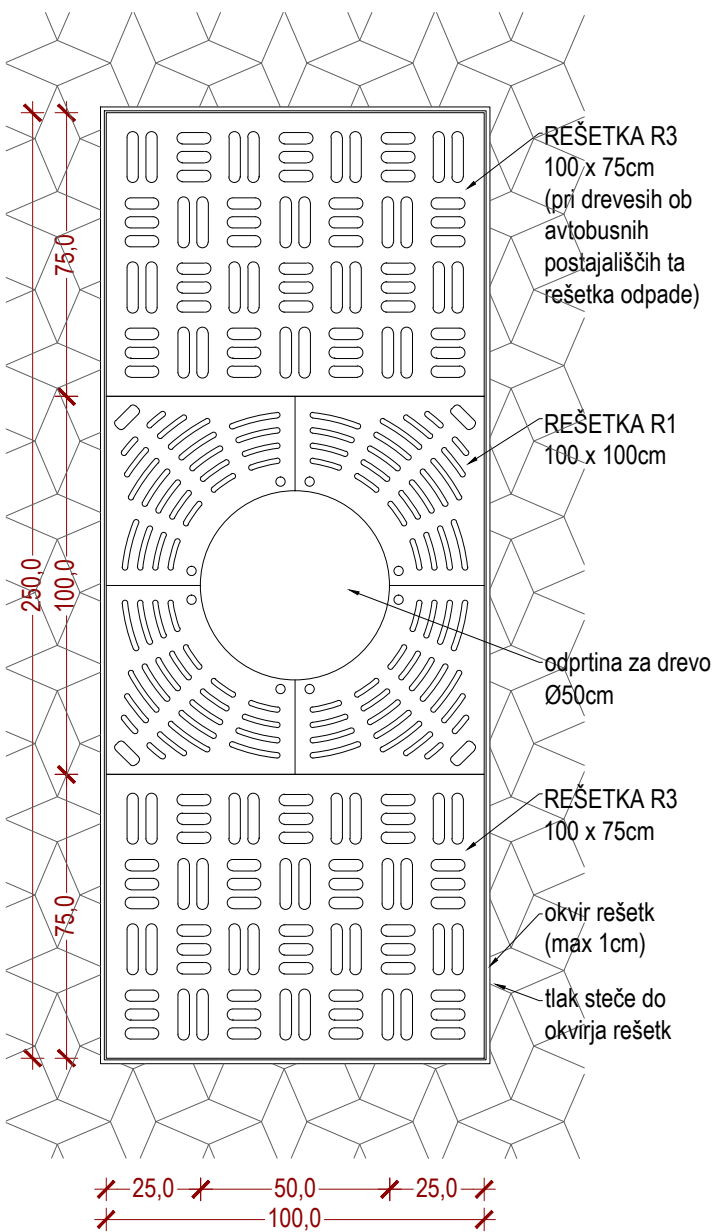 REŠETKA R3
100 x 75cm
(pri drevesih ob
avtobusnih
postajališčih ta
rešetka odpade)
75,0
REŠETKA R1
100 x 100cm
250,0
100,0
odprtina za drevo
Ø50cm
REŠETKA R3
100 x 75cm
75,0
okvir rešetk
(max 1cm)
tlak steče do
okvirja rešetk
25,0
50,0
25,0
100,0